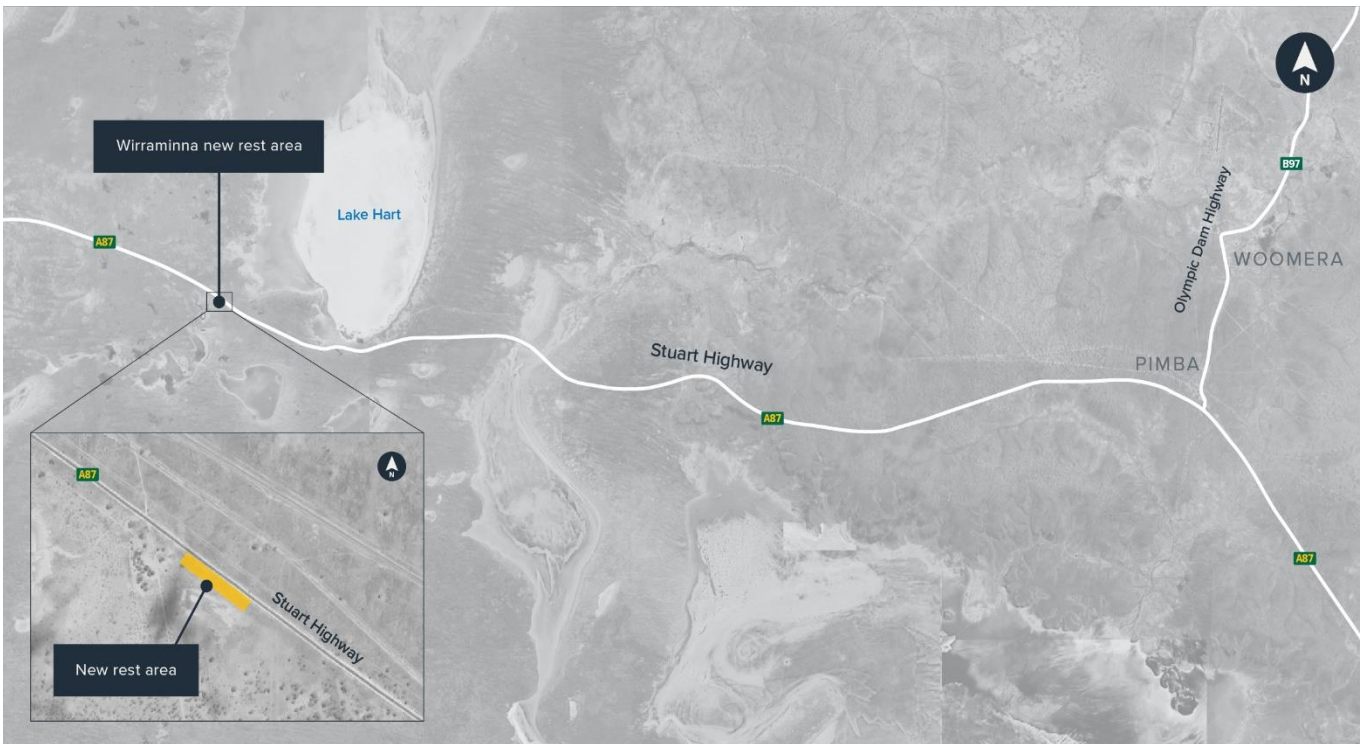 N
Wirraminna new rest area
B97
Lake Hart
A87
Olympic Dam Highway
WOOMERA
Stuart Highway
PIMBA
A87
A87
N
A87
Stuart Highway
New rest area